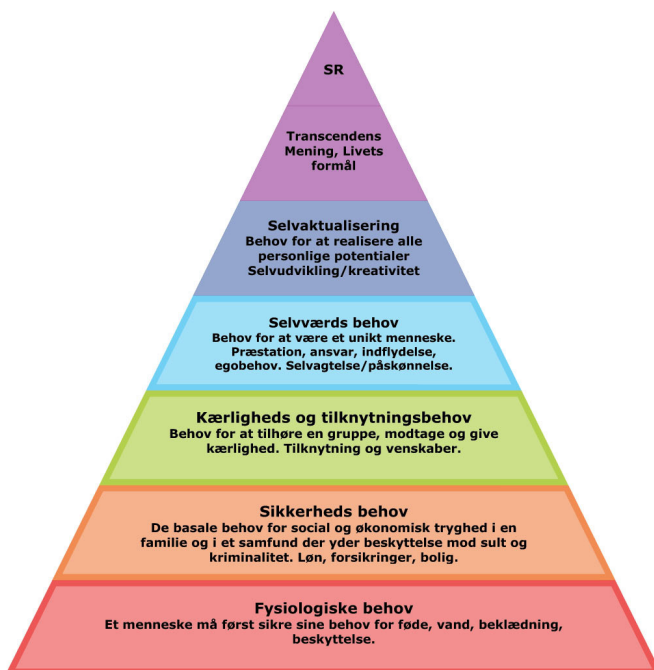 SR
Transcendens
Mening, Livets
formål
Selvaktualisering
Behov for at realisere alle
personlige potentialer
Selvudvikling/kreativitet
Selvværds behov
Behov for at være et unikt menneske.
Præstation, ansvar, indflydelse,
egobehov. Selvagtelse/påskønnelse.
Kærligheds og tilknytningsbehov
Behov for at tilhøre en gruppe, modtage og give
kærlighed. Tilknytning og venskaber.
Sikkerheds behov
De basale behov for social og økonomisk tryghed i en
familie og i et samfund der yder beskyttelse mod sult og
kriminalitet. Løn, forsikringer, bolig.
Fysiologiske behov
Et menneske må først sikre sine behov for føde, vand, beklædning,
beskyttelse.